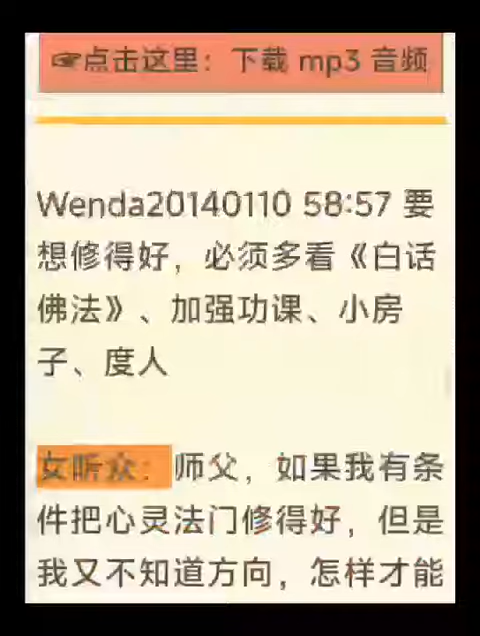 ☞点击这里：下载 mp3 音频
Wenda20140110 58:57 要
想修得好，必须多看《白话
佛法》、加强功课、小房
子、度人
女听众：师父，如果我有条
件把心灵法门修得好，但是
我又不知道方向，怎样才能